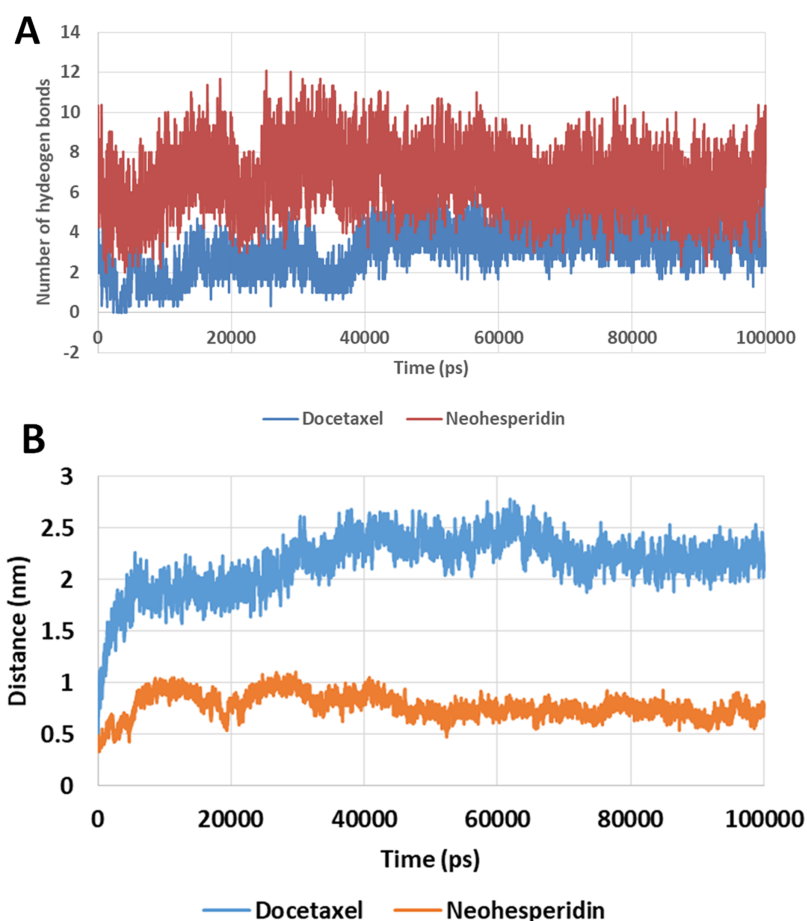 A
14
12
10
8
6
4
2
0
-2
Number of hydeogen bonds
0 20000 40000 60000 80000 100000
Time (ps)
Docetaxel Neohesperidin
B
3
2.5
2
1.5
1
0.5
0
Distance (nm)
0 20000 40000 60000 80000 100000
Time (ps)
Docetaxel Neohesperidin